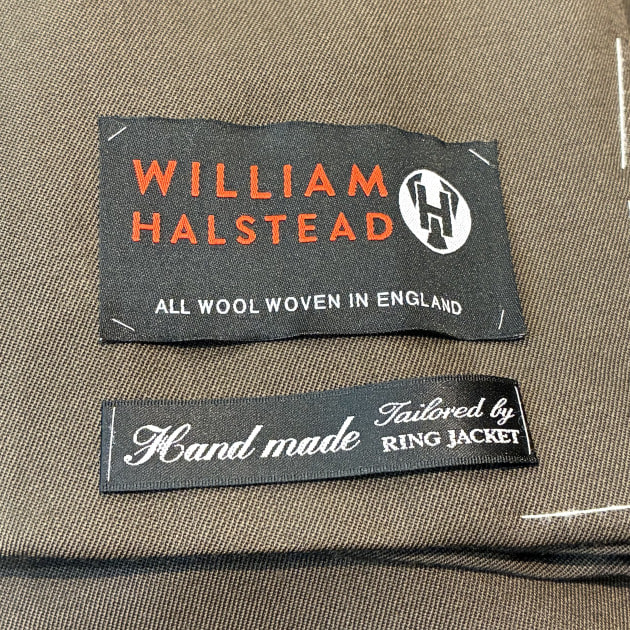 WILLIAM
HALSTEAD
ALL WOOL WOVEN IN ENGLAND
Hand made
Tailored by
RING JACKET